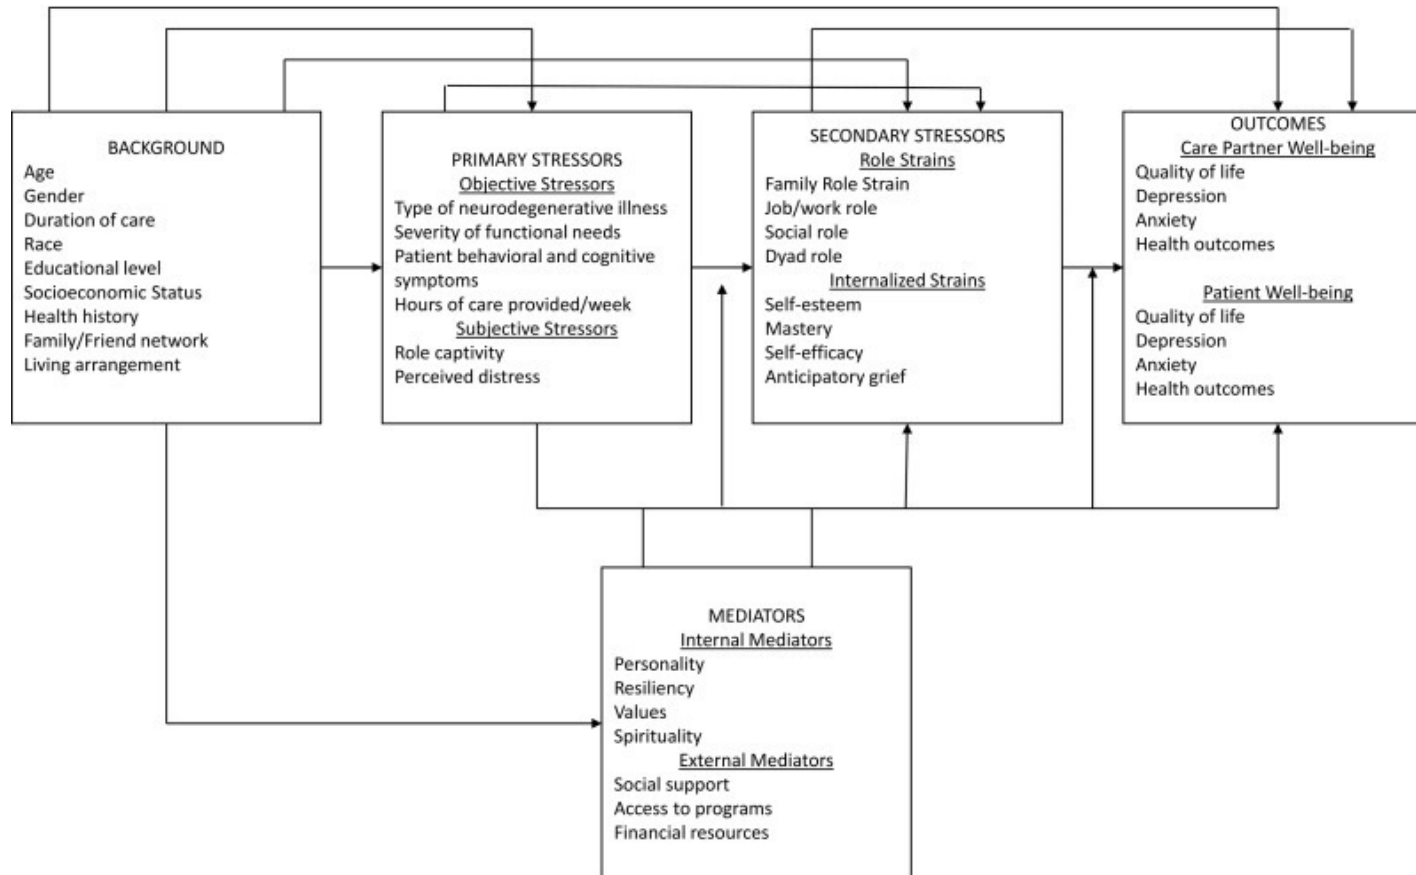 BACKGROUND
Age
Gender
Duration of care
Race
Educational level
Socioeconomic Status
Health history
Family/Friend network
Living arrangement
PRIMARY STRESSORS
Objective Stressors
Type of neurodegenerative illness
Severity of functional needs
Patient behavioral and cognitive
symptoms
Hours of care provided/week
Subjective Stressors
Role captivity
Perceived distress
SECONDARY STRESSORS
Role Strains
Family Role Strain
Job/work role
Social role
Dyad role
Internalized Strains
Self-esteem
Mastery
Self-efficacy
Anticipatory grief
OUTCOMES
Care Partner Well-being
Quality of life
Depression
Anxiety
Health outcomes
Patient Well-being
Quality of life
Depression
Anxiety
Health outcomes
MEDIATORS
Internal Mediators
Personality
Resiliency
Values
Spirituality
External Mediators
Social support
Access to programs
Financial resources